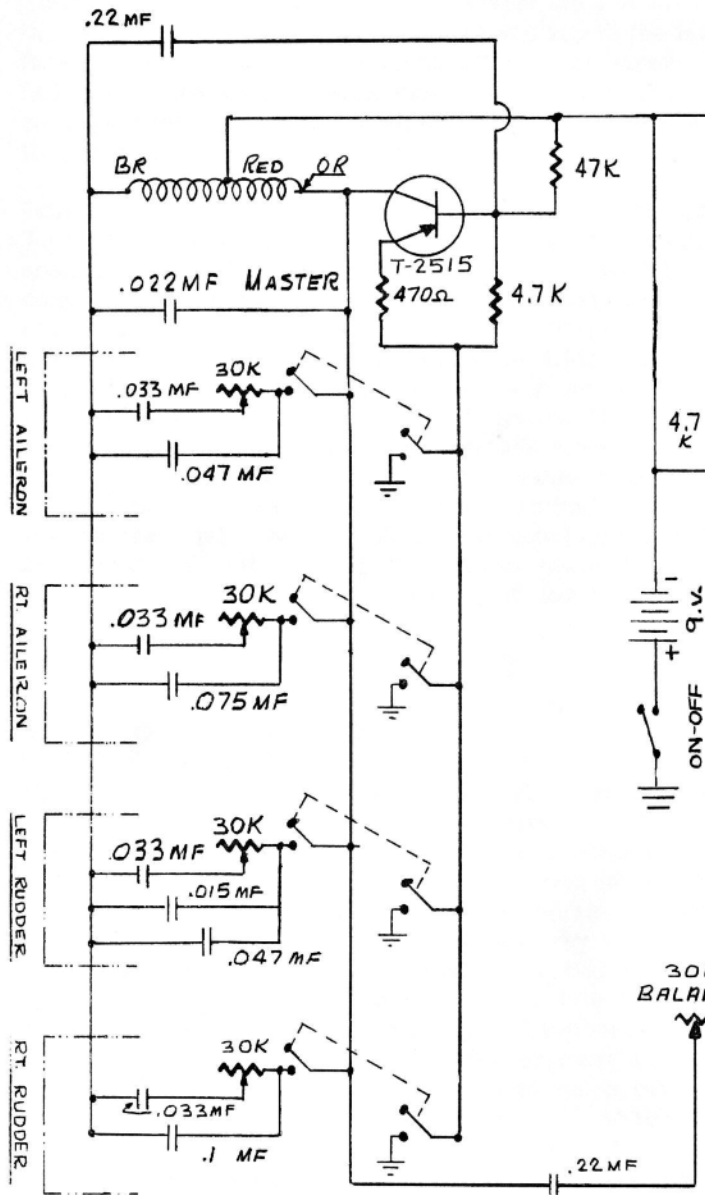 .22 MF
BR
RED
OR
47K
T-2515
.022MF MASTER
470Ω
4.7 K
LEFT AILERON
30K
.033 MF
.047 MF
4.7
K
RT. AILERON
30K
.033 MF
.075 MF
-
9.V.
+
ON-OFF
LEFT RUDDER
30K
.033 MF
.015 MF
.047 MF
RT. RUDDER
30K
.033MF
.1 MF
.22 MF